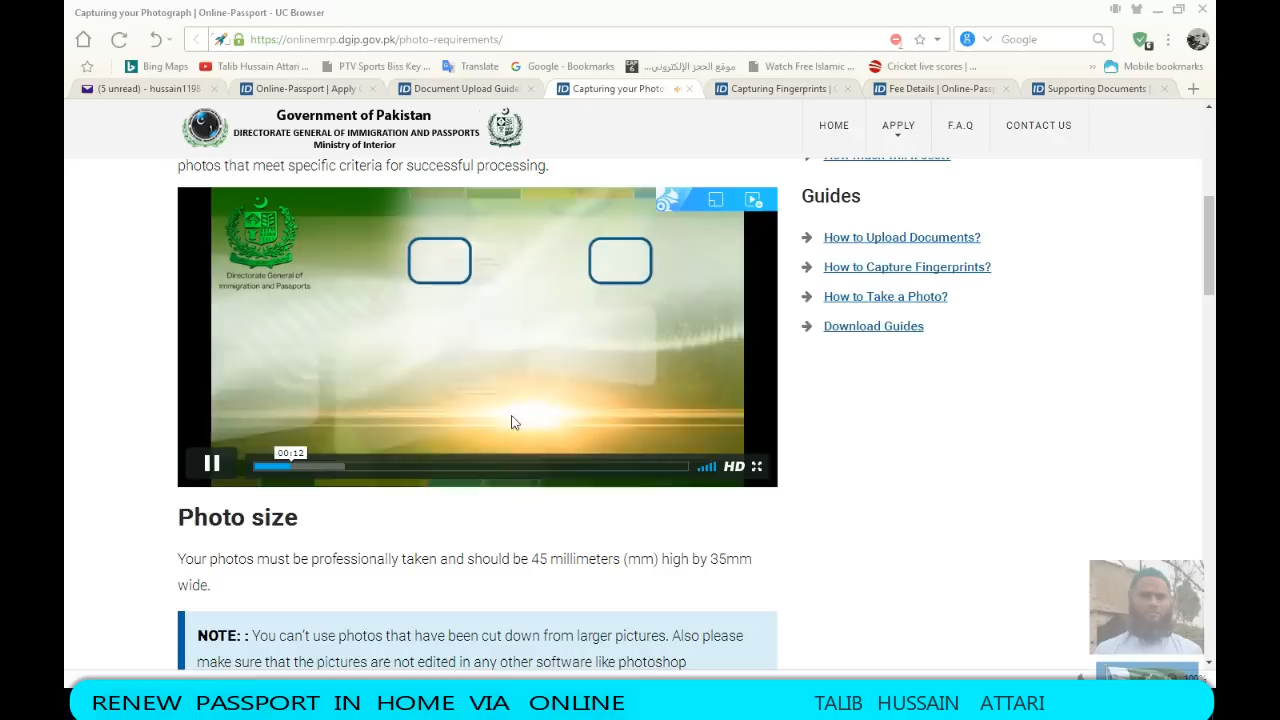 Capturing your Photograph | Online-Passport - UC Browser
https://onlinemrp.dgip.gov.pk/photo-requirements/
Google
Bing Maps
Talib Hussain Attari ...
PTV Sports Biss Key ...
Translate
Google - Bookmarks
موقع الحجز الإلكتروني...
Watch Free Islamic ...
Cricket live scores | ...
Mobile bookmarks
(5 unread) - hussain1198
Online-Passport | Apply
Document Upload Guide
Capturing your Photo
Capturing Fingerprints |
Fee Details | Online-Pass
Supporting Documents |
Government of Pakistan
DIRECTORATE GENERAL OF IMMIGRATION AND PASSPORTS
Ministry of Interior
HOME
APPLY
F.A.Q
CONTACT US
photos that meet specific criteria for successful processing.
Directorate General of
Immigration and Passports
00:12
HD
Guides
How to Upload Documents?
How to Capture Fingerprints?
How to Take a Photo?
Download Guides
Photo size
Your photos must be professionally taken and should be 45 millimeters (mm) high by 35mm
wide.
NOTE: : You can't use photos that have been cut down from larger pictures. Also please
make sure that the pictures are not edited in any other software like photoshop
100%
RENEW PASSPORT IN HOME VIA ONLINE
TALIB HUSSAIN ATTARI